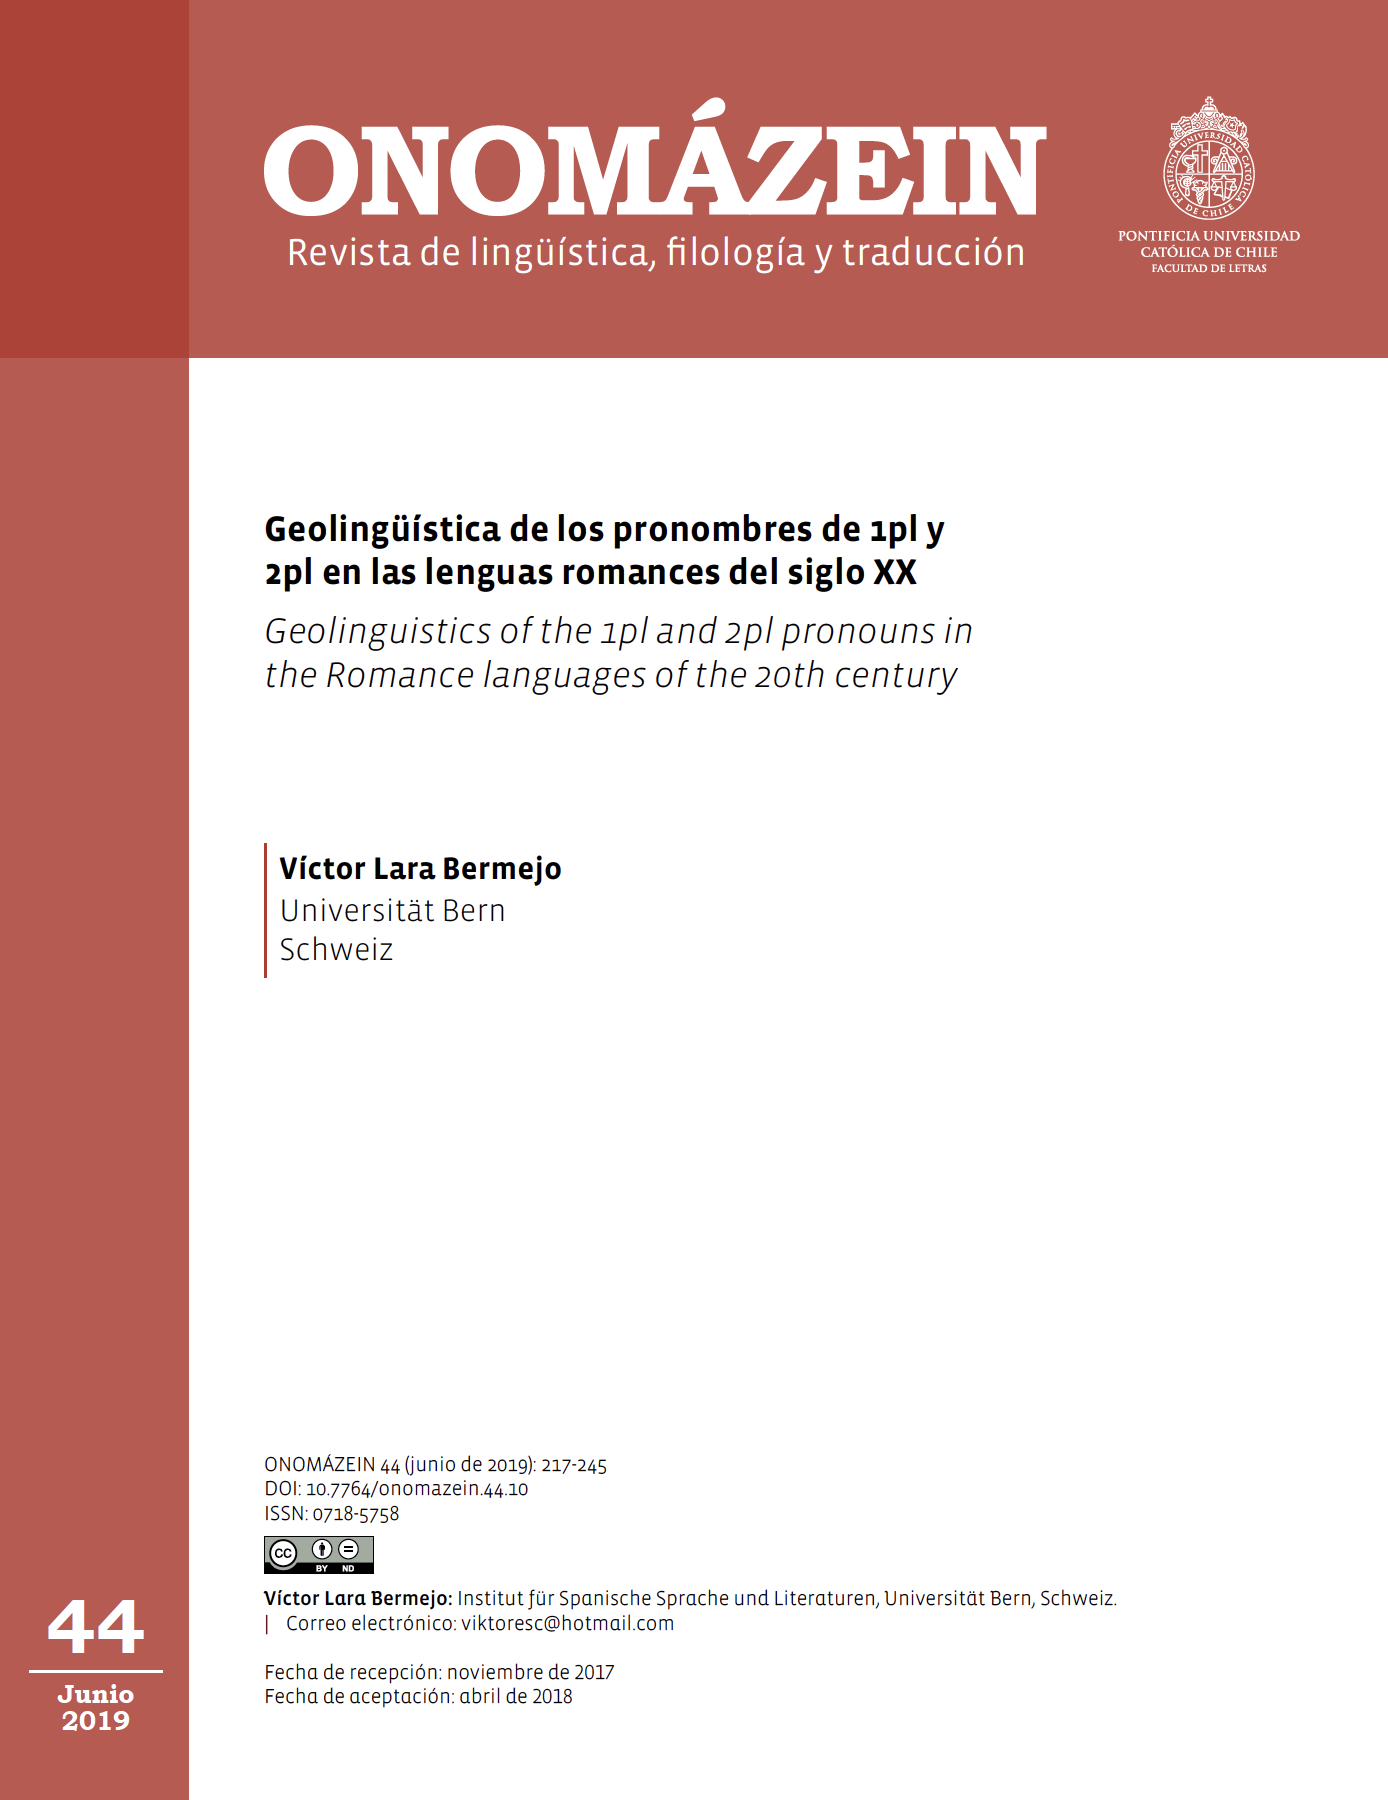 ONOMÁZEIN
Revista de lingüística, filología y traducción
PONTIFICIA UNIVERSIDAD CATÓLICA DE CHILE
PONTIFICIA UNIVERSIDAD
CATÓLICA DE CHILE
FACULTAD DE LETRAS
Geolingüística de los pronombres de 1pl y
2pl en las lenguas romances del siglo XX
Geolinguistics of the 1pl and 2pl pronouns in
the Romance languages of the 20th century
Víctor Lara Bermejo
Universität Bern
Schweiz
ONOMÁZEIN 44 (junio de 2019): 217-245
DOI: 10.7764/onomazein.44.10
ISSN: 0718-5758
CC BY ND
Víctor Lara Bermejo: Institut für Spanische Sprache und Literaturen, Universität Bern, Schweiz.
| Correo electrónico: viktoresc@hotmail.com
Fecha de recepción: noviembre de 2017
Fecha de aceptación: abril de 2018
44
Junio
2019